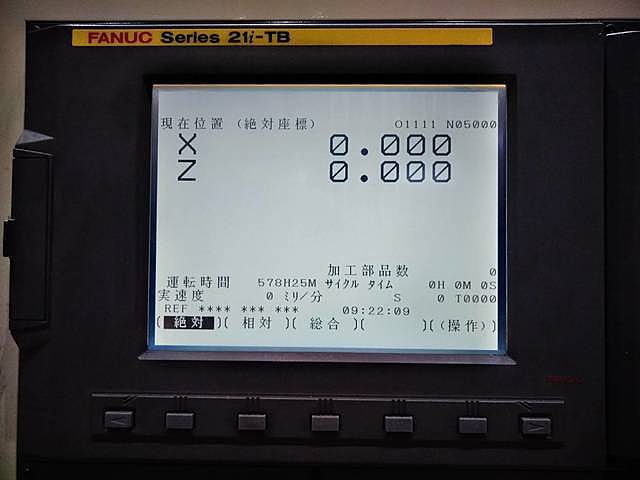 FANUC Series 21i-TB
現在位置 (絶対座標) O1111 N05000
X 0.000
Z 0.000
加工部品数 0
運転時間 578H25M サイクル タイム 0H 0M 0S
実速度 0 ミリ/分 S 0 T0000
REF **** *** *** 09:22:09
( 絶対 )( 相対 )( 総合 )( )((操作))
FANUC